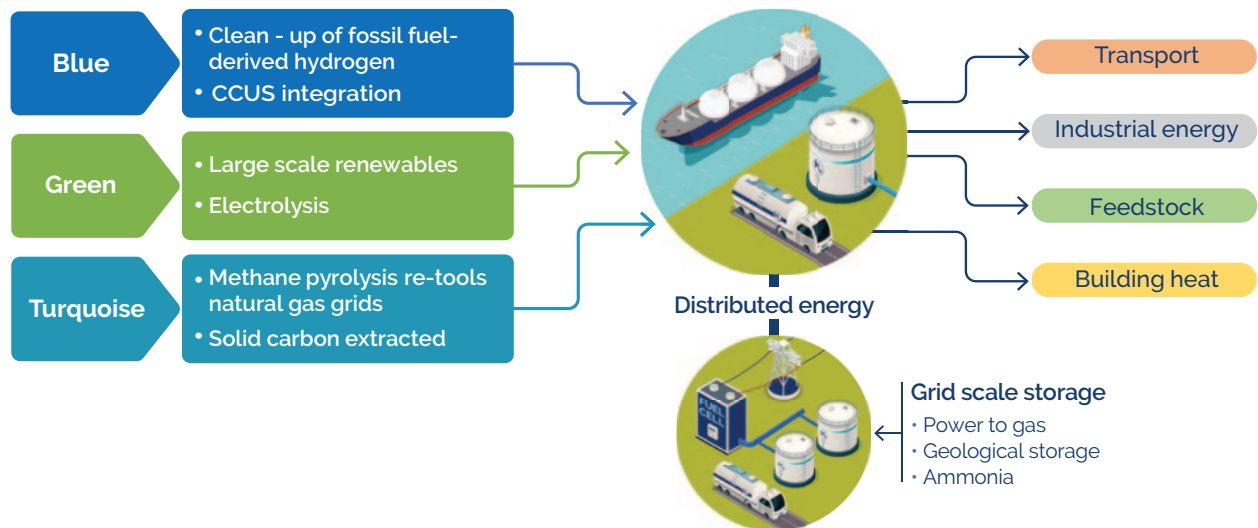 Blue
• Clean - up of fossil fuel-
derived hydrogen
• CCUS integration
Green
• Large scale renewables
• Electrolysis
Turquoise
• Methane pyrolysis re-tools
natural gas grids
• Solid carbon extracted
Transport
Industrial energy
Feedstock
Building heat
Distributed energy
FUEL
CELL
Grid scale storage
• Power to gas
• Geological storage
• Ammonia